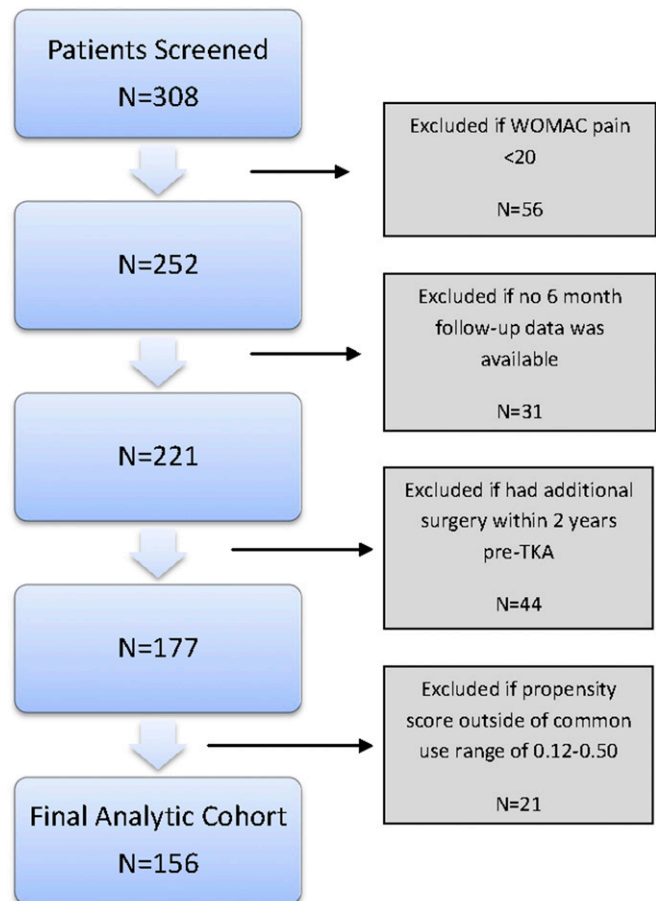 Patients Screened
N=308
Excluded if WOMAC pain
<20
N=56
N=252
Excluded if no 6 month
follow-up data was
available
N=31
N=221
Excluded if had additional
surgery within 2 years
pre-TKA
N=44
N=177
Excluded if propensity
score outside of common
use range of 0.12-0.50
N=21
Final Analytic Cohort
N=156